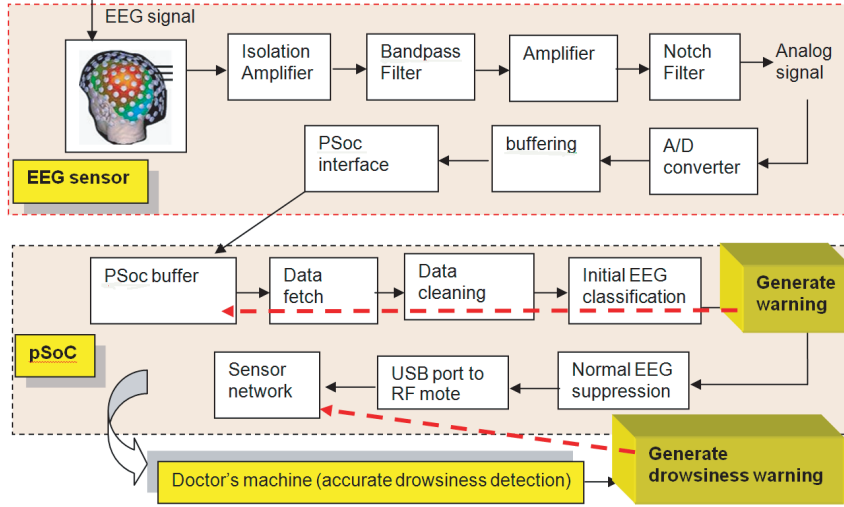 EEG signal
Isolation
Amplifier
Bandpass
Filter
Amplifier
Notch
Filter
Analog
signal
PSoc
interface
buffering
A/D
converter
EEG sensor
PSoc buffer
Data
fetch
Data
cleaning
Initial EEG
classification
Generate
warning
pSoC
Sensor
network
USB port to
RF mote
Normal EEG
suppression
Generate
drowsiness warning
Doctor's machine (accurate drowsiness detection)